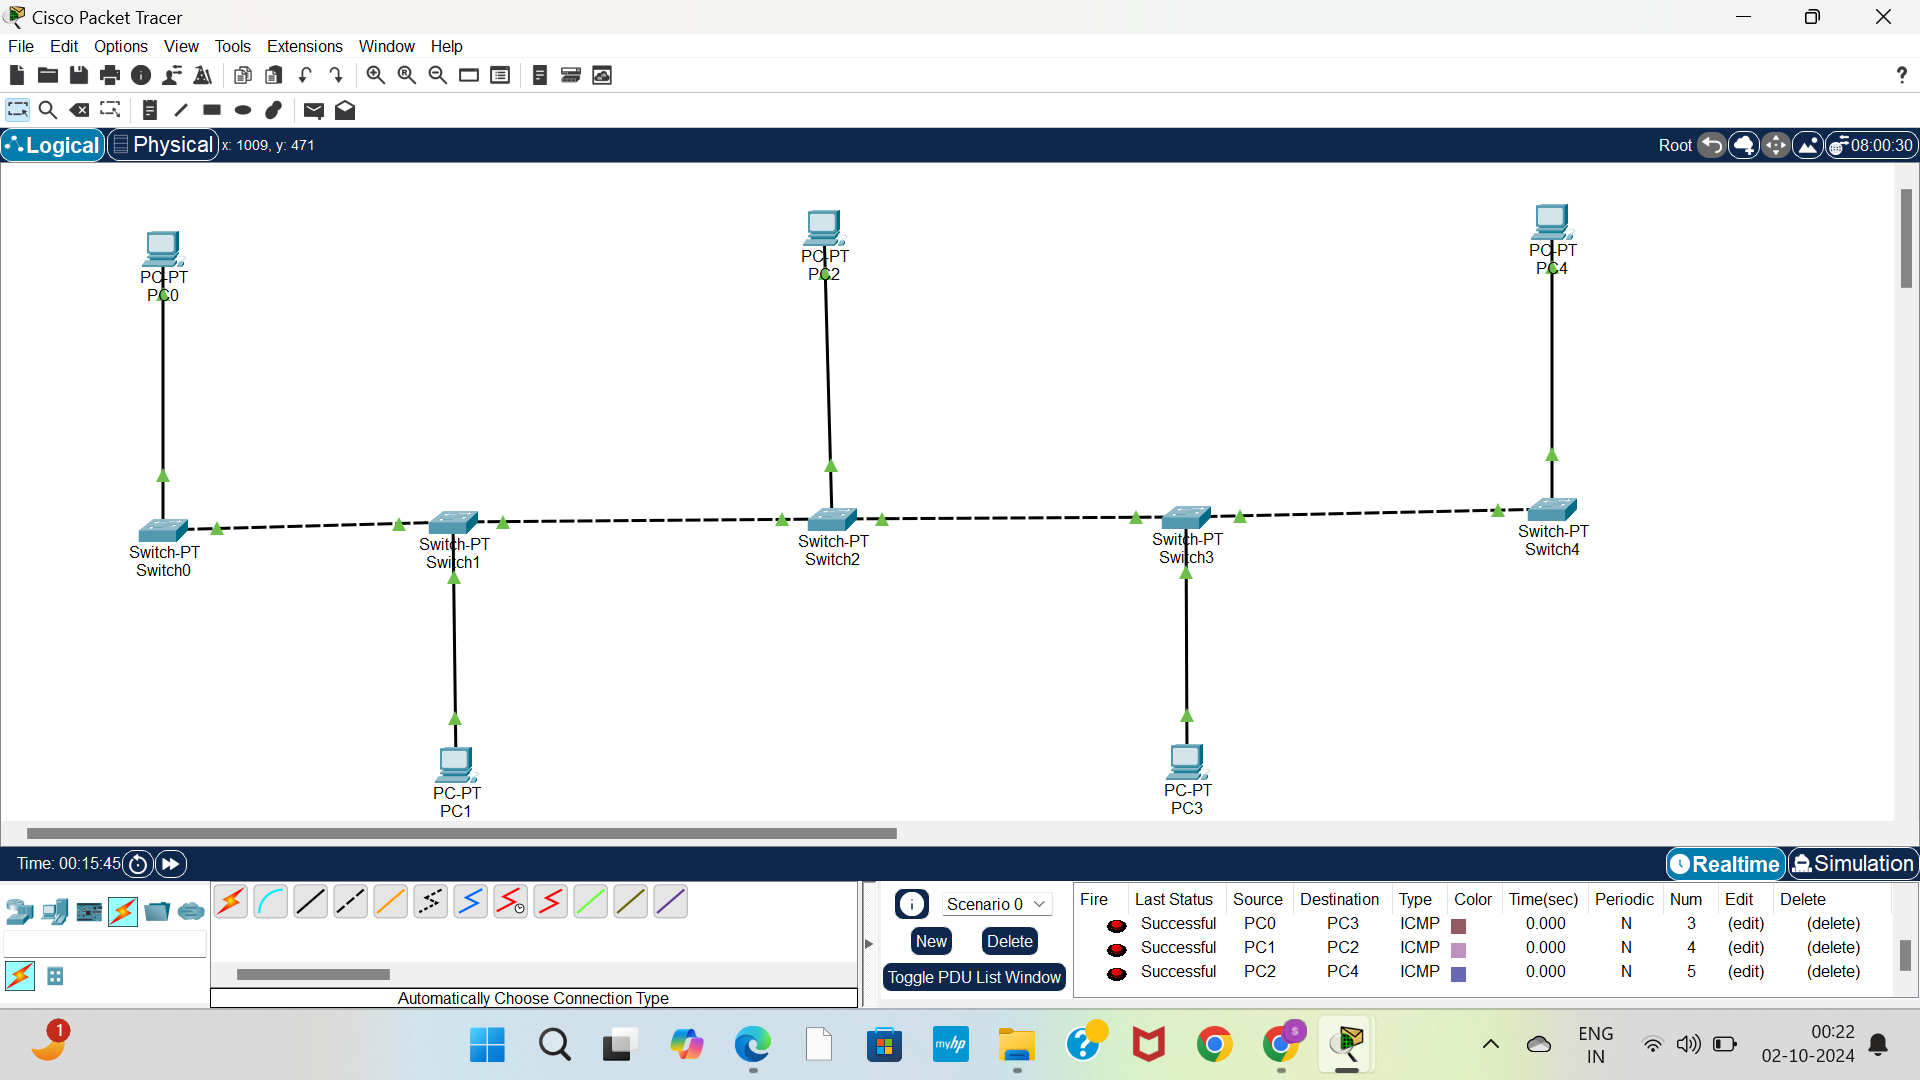 Cisco Packet Tracer
File Edit Options View Tools Extensions Window Help
?
Logical Physical x: 1009, y: 471 Root 08:00:30
PC-PT
PC0
PC-PT
PC2
PC-PT
PC4
Switch-PT
Switch0
Switch-PT
Switch1
Switch-PT
Switch2
Switch-PT
Switch3
Switch-PT
Switch4
PC-PT
PC1
PC-PT
PC3
Time: 00:15:45 Realtime Simulation
Scenario 0
New Delete
Toggle PDU List Window
Fire Last Status Source Destination Type Color Time(sec) Periodic Num Edit Delete
Successful PC0 PC3 ICMP 0.000 N 3 (edit) (delete)
Successful PC1 PC2 ICMP 0.000 N 4 (edit) (delete)
Successful PC2 PC4 ICMP 0.000 N 5 (edit) (delete)
Automatically Choose Connection Type
1
myhp
?
S
ENG
IN
00:22
02-10-2024